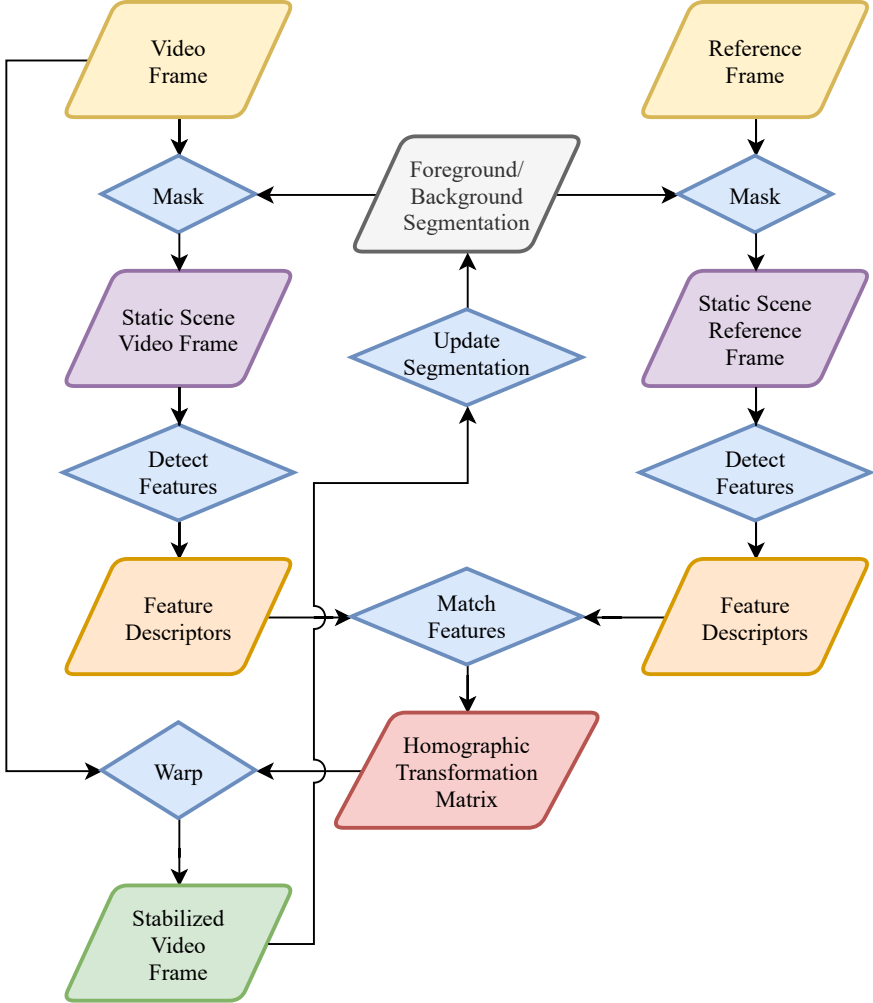 Video
Frame
Reference
Frame
Foreground/
Background
Segmentation
Mask
Mask
Static Scene
Video Frame
Update
Segmentation
Static Scene
Reference
Frame
Detect
Features
Detect
Features
Feature
Descriptors
Match
Features
Feature
Descriptors
Warp
Homographic
Transformation
Matrix
Stabilized
Video
Frame